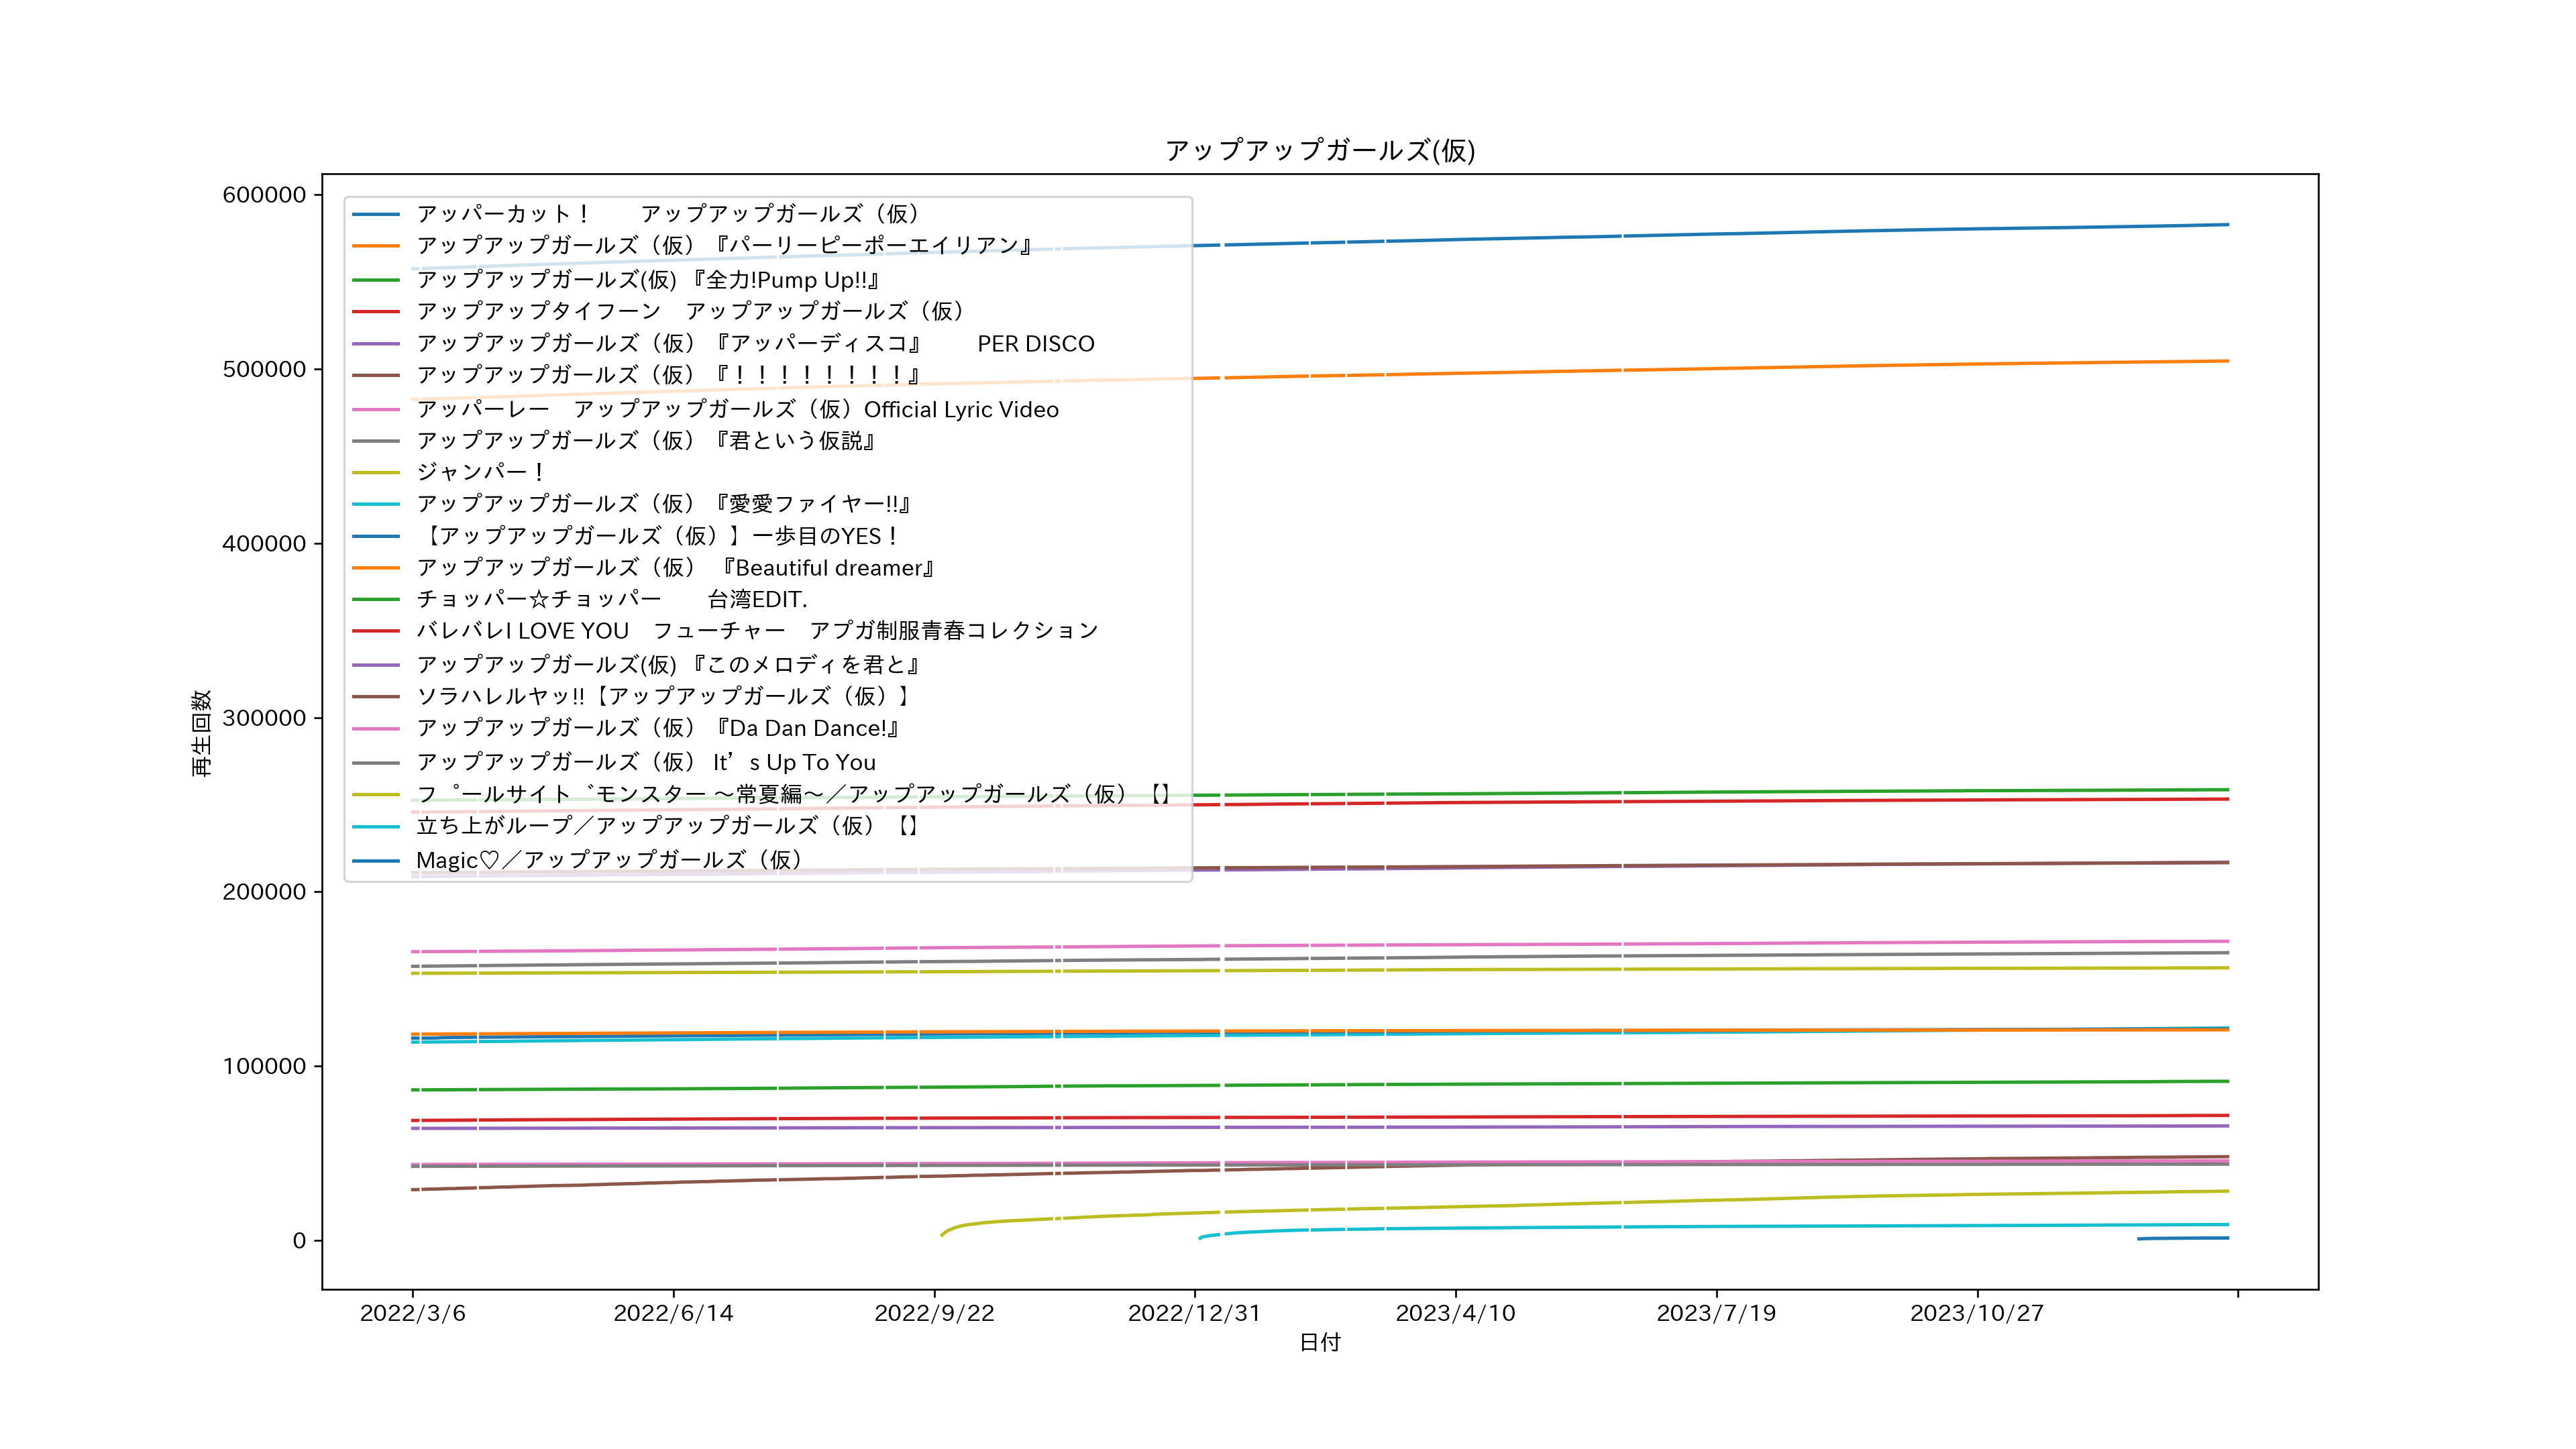 アップアップガールズ(仮)
600000
500000
400000
300000
200000
100000
0
再生回数
アッパーカット！　　アップアップガールズ（仮）
アップアップガールズ（仮）『パーリーピーポーエイリアン』
アップアップガールズ(仮) 『全力!Pump Up!!』
アップアップタイフーン　アップアップガールズ（仮）
アップアップガールズ（仮）『アッパーディスコ』　　PER DISCO
アップアップガールズ（仮）『！！！！！！！！』
アッパーレー　アップアップガールズ（仮）Official Lyric Video
アップアップガールズ（仮）『君という仮説』
ジャンパー！
アップアップガールズ（仮）『愛愛ファイヤー!!』
【アップアップガールズ（仮）】一歩目のYES！
アップアップガールズ（仮） 『Beautiful dreamer』
チョッパー☆チョッパー　　台湾EDIT.
バレバレI LOVE YOU　フューチャー　アプガ制服青春コレクション
アップアップガールズ(仮) 『このメロディを君と』
ソラハレルヤッ!!【アップアップガールズ（仮）】
アップアップガールズ（仮）『Da Dan Dance!』
アップアップガールズ（仮） It’s Up To You
フ゜ールサイト゛モンスター 〜常夏編〜／アップアップガールズ（仮）【】
立ち上がループ／アップアップガールズ（仮）【】
Magic♡／アップアップガールズ（仮）
2022/3/6
2022/6/14
2022/9/22
2022/12/31
2023/4/10
2023/7/19
2023/10/27
日付